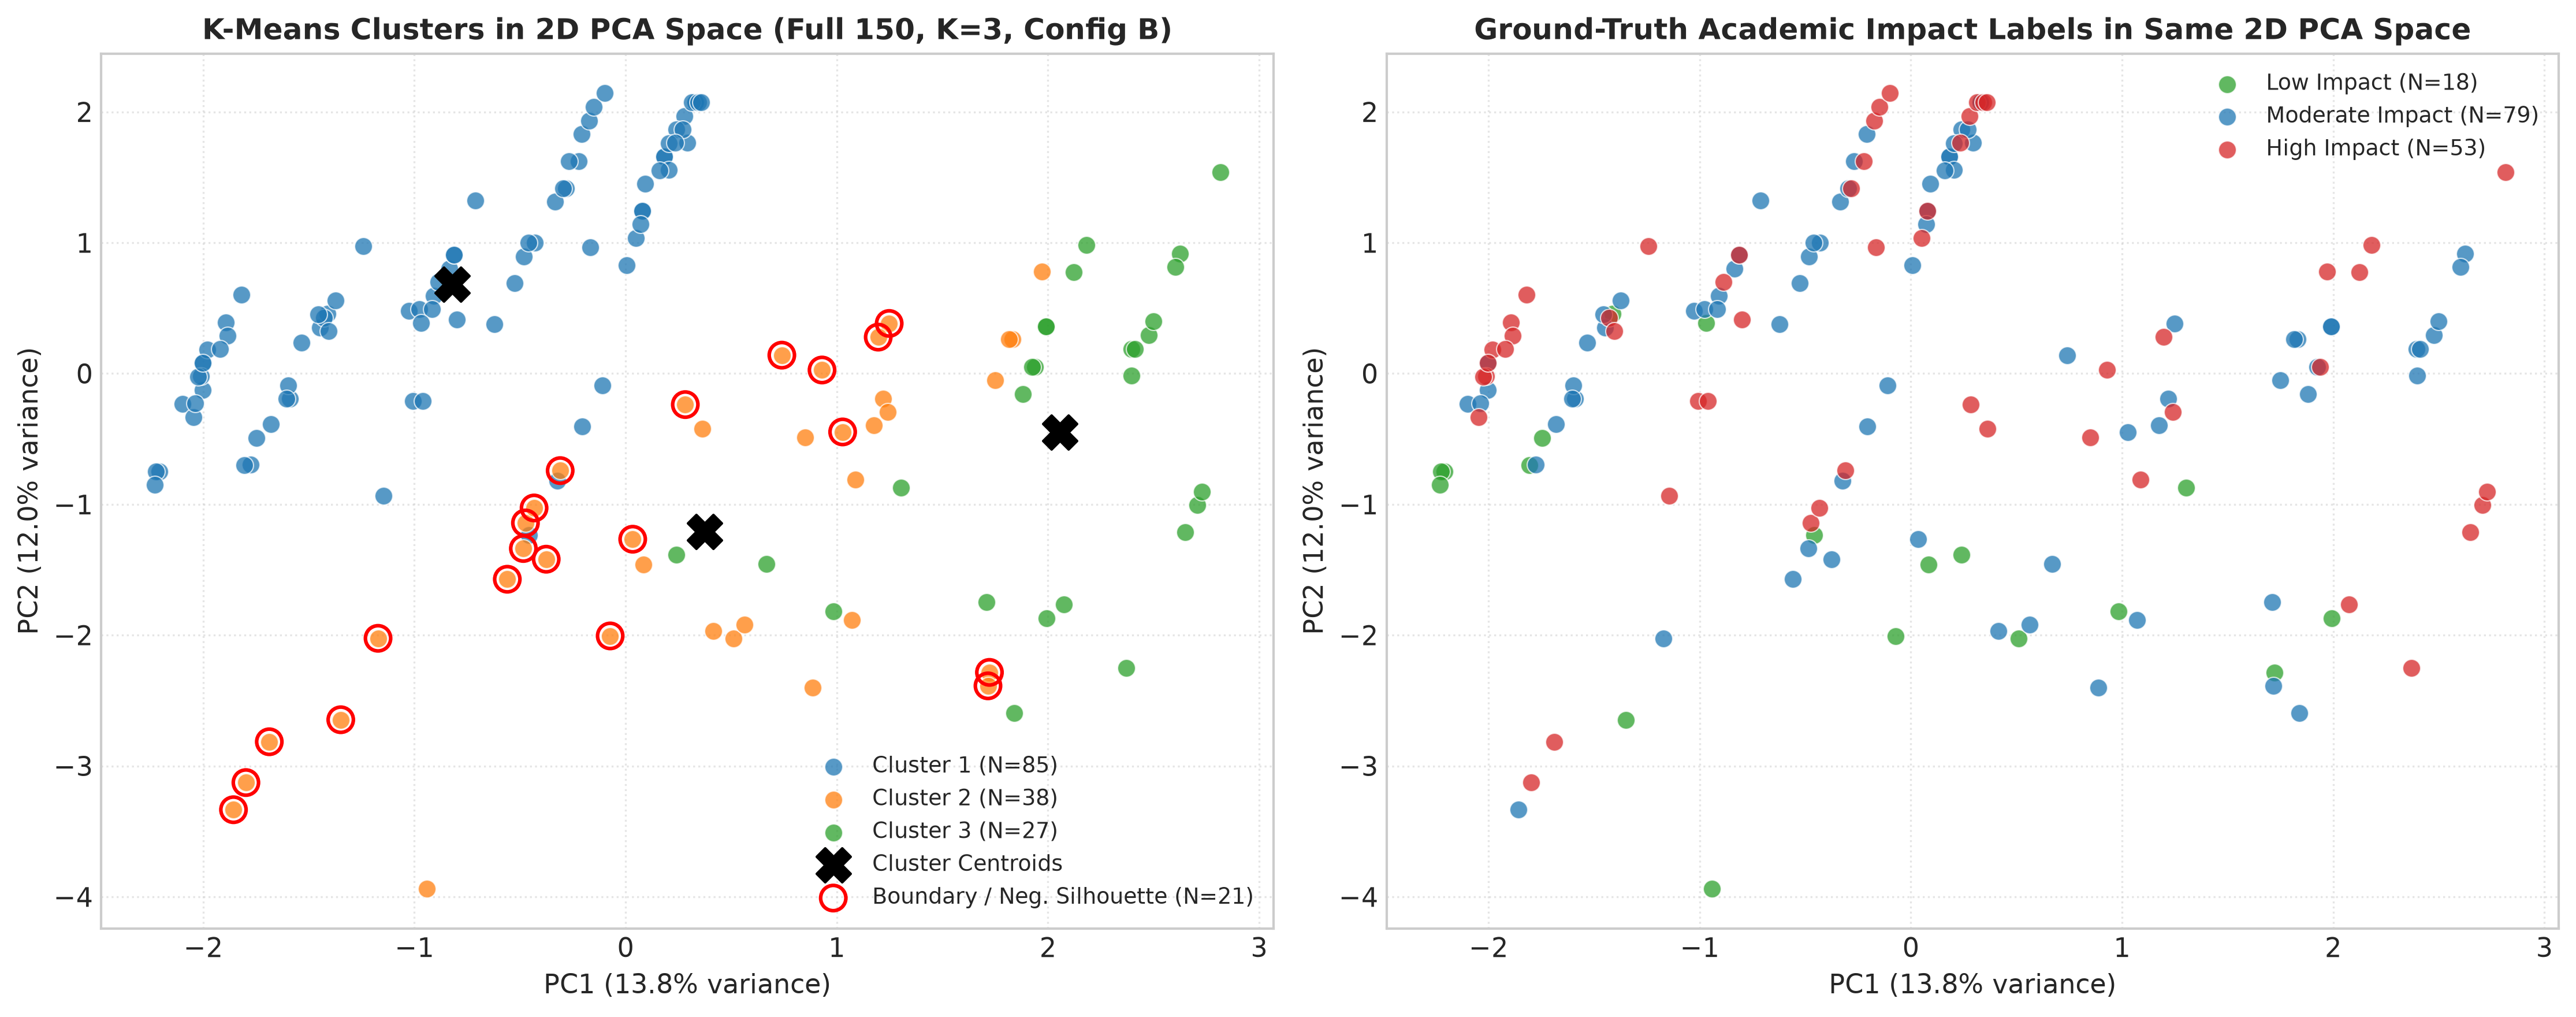 K-Means Clusters in 2D PCA Space (Full 150, K=3, Config B)
2
1
0
−1
−2
−3
−4
PC2 (12.0% variance)
Cluster 1 (N=85)
Cluster 2 (N=38)
Cluster 3 (N=27)
Cluster Centroids
Boundary / Neg. Silhouette (N=21)
−2
−1
0
1
2
3
PC1 (13.8% variance)
Ground-Truth Academic Impact Labels in Same 2D PCA Space
Low Impact (N=18)
Moderate Impact (N=79)
High Impact (N=53)
2
1
0
−1
−2
−3
−4
PC2 (12.0% variance)
−2
−1
0
1
2
3
PC1 (13.8% variance)